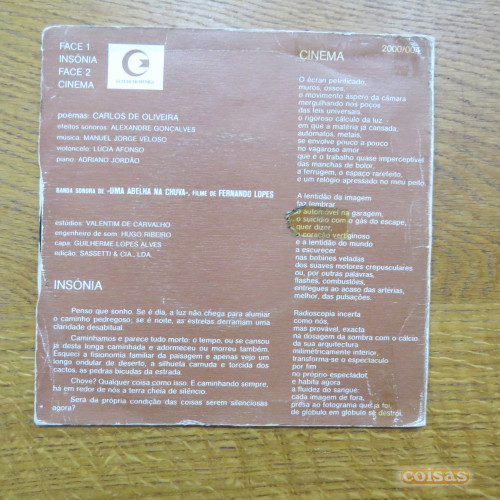 FACE 1
INSÓNIA
FACE 2
CINEMA
G
poemas: CARLOS DE OLIVEIRA
efeitos sonoros: ALEXANDRE GONÇALVES
música: MANUEL JORGE VELOSO
violoncelo: LÚCIA AFONSO
piano: ADRIANO JORDÃO
BANDA SONORA DE «UMA ABELHA NA CHUVA», FILME DE FERNANDO LOPES
estúdios: VALENTIM DE CARVALHO
engenheiro de som: HUGO RIBEIRO
capa: GUILHERME LOPES ALVES
edição: SASSETTI & CIA., LDA.
INSÓNIA
Penso que sonho. Se é dia, a luz não chega para alumiar
o caminho pedregoso; se é noite, as estrelas derramam uma
claridade desabitual.
Caminhamos e parece tudo morto: o tempo, ou se cansou
já desta longa caminhada e adormeceu ou morreu também.
Esqueci a fisionomia familiar da paisagem e apenas vejo um
longo ondular de deserto, a silhueta carnuda e torcida dos
cactos, as pedras bicudas da estrada.
Chove? Qualquer coisa como isso. E caminhando sempre,
há em redor de nós a terra cheia de silêncio.
Será da própria condição das coisas serem silenciosas
agora?
CINEMA
2000/004
O écran petrificado,
muros, ossos,
o movimento áspero da câmara
mergulhando nos poços
das leis universais,
o rigoroso cálculo da luz
em que a matéria já cansada,
autómatos, metais,
se envolve pouco a pouco
no vagaroso amor
que é o trabalho quase imperceptível
das manchas de bolor,
a ferrugem, o espaço rarefeito,
e um relógio apressado no meu peito
A lentidão da imagem
faz lembrar
o automóvel na garagem,
o suicídio com o gás do escape,
quer dizer,
o coração vertiginoso
e a lentidão do mundo
a escurecer
nas bobines veladas
dos suaves motores crepusculares
ou, por outras palavras,
flashes, combustões,
entregues ao acaso das artérias,
melhor, das pulsações.
Radioscopia incerta
como nós,
mas provável, exacta
na dosagem da sombra com o cálcio
da sua arquitectura
milimétricamente interior,
transforma-se o espectáculo
por fim
no próprio espectador,
e habita agora
a fluidez do sangue:
cada imagem de fora,
presa ao fotograma que já foi,
de glóbulo em glóbulo se destrói.
coisas